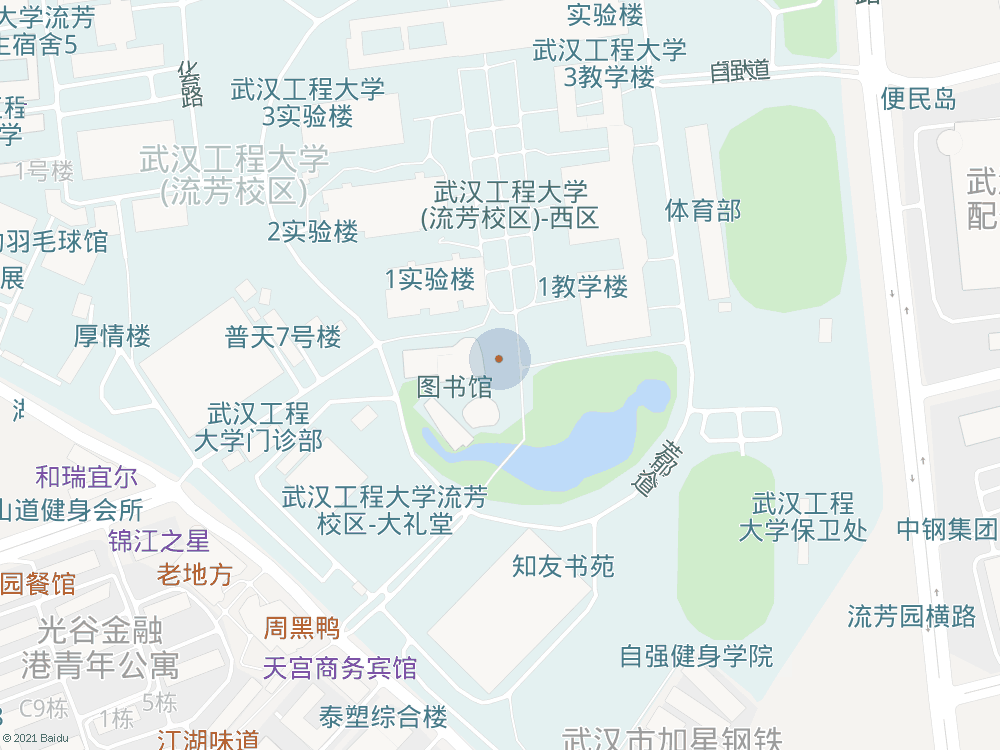 大学流芳
实验楼
宿舍5
武汉工程大学
3教学楼
路
自强大道
便民岛
华育路
武汉工程大学
3实验楼
工程
学
1号楼
武汉工程大学
(流芳校区)
配
武汉工程大学
(流芳校区)-西区
体育部
2实验楼
羽毛球馆
展
1实验楼
1教学楼
厚情楼
普天7号楼
图书馆
武汉工程
大学门诊部
和瑞宜尔
山道健身会所
武汉工程大学流芳
校区-大礼堂
武汉工程
大学保卫处
中钢集团
锦江之星
老地方
知友书苑
园餐馆
流芳园横路
周黑鸭
光谷金融
港青年公寓
天宫商务宾馆
自强健身学院
C9栋
5栋
1栋
泰塑综合楼
江湖味道
武汉市加星钢铁
© 2021 Baidu